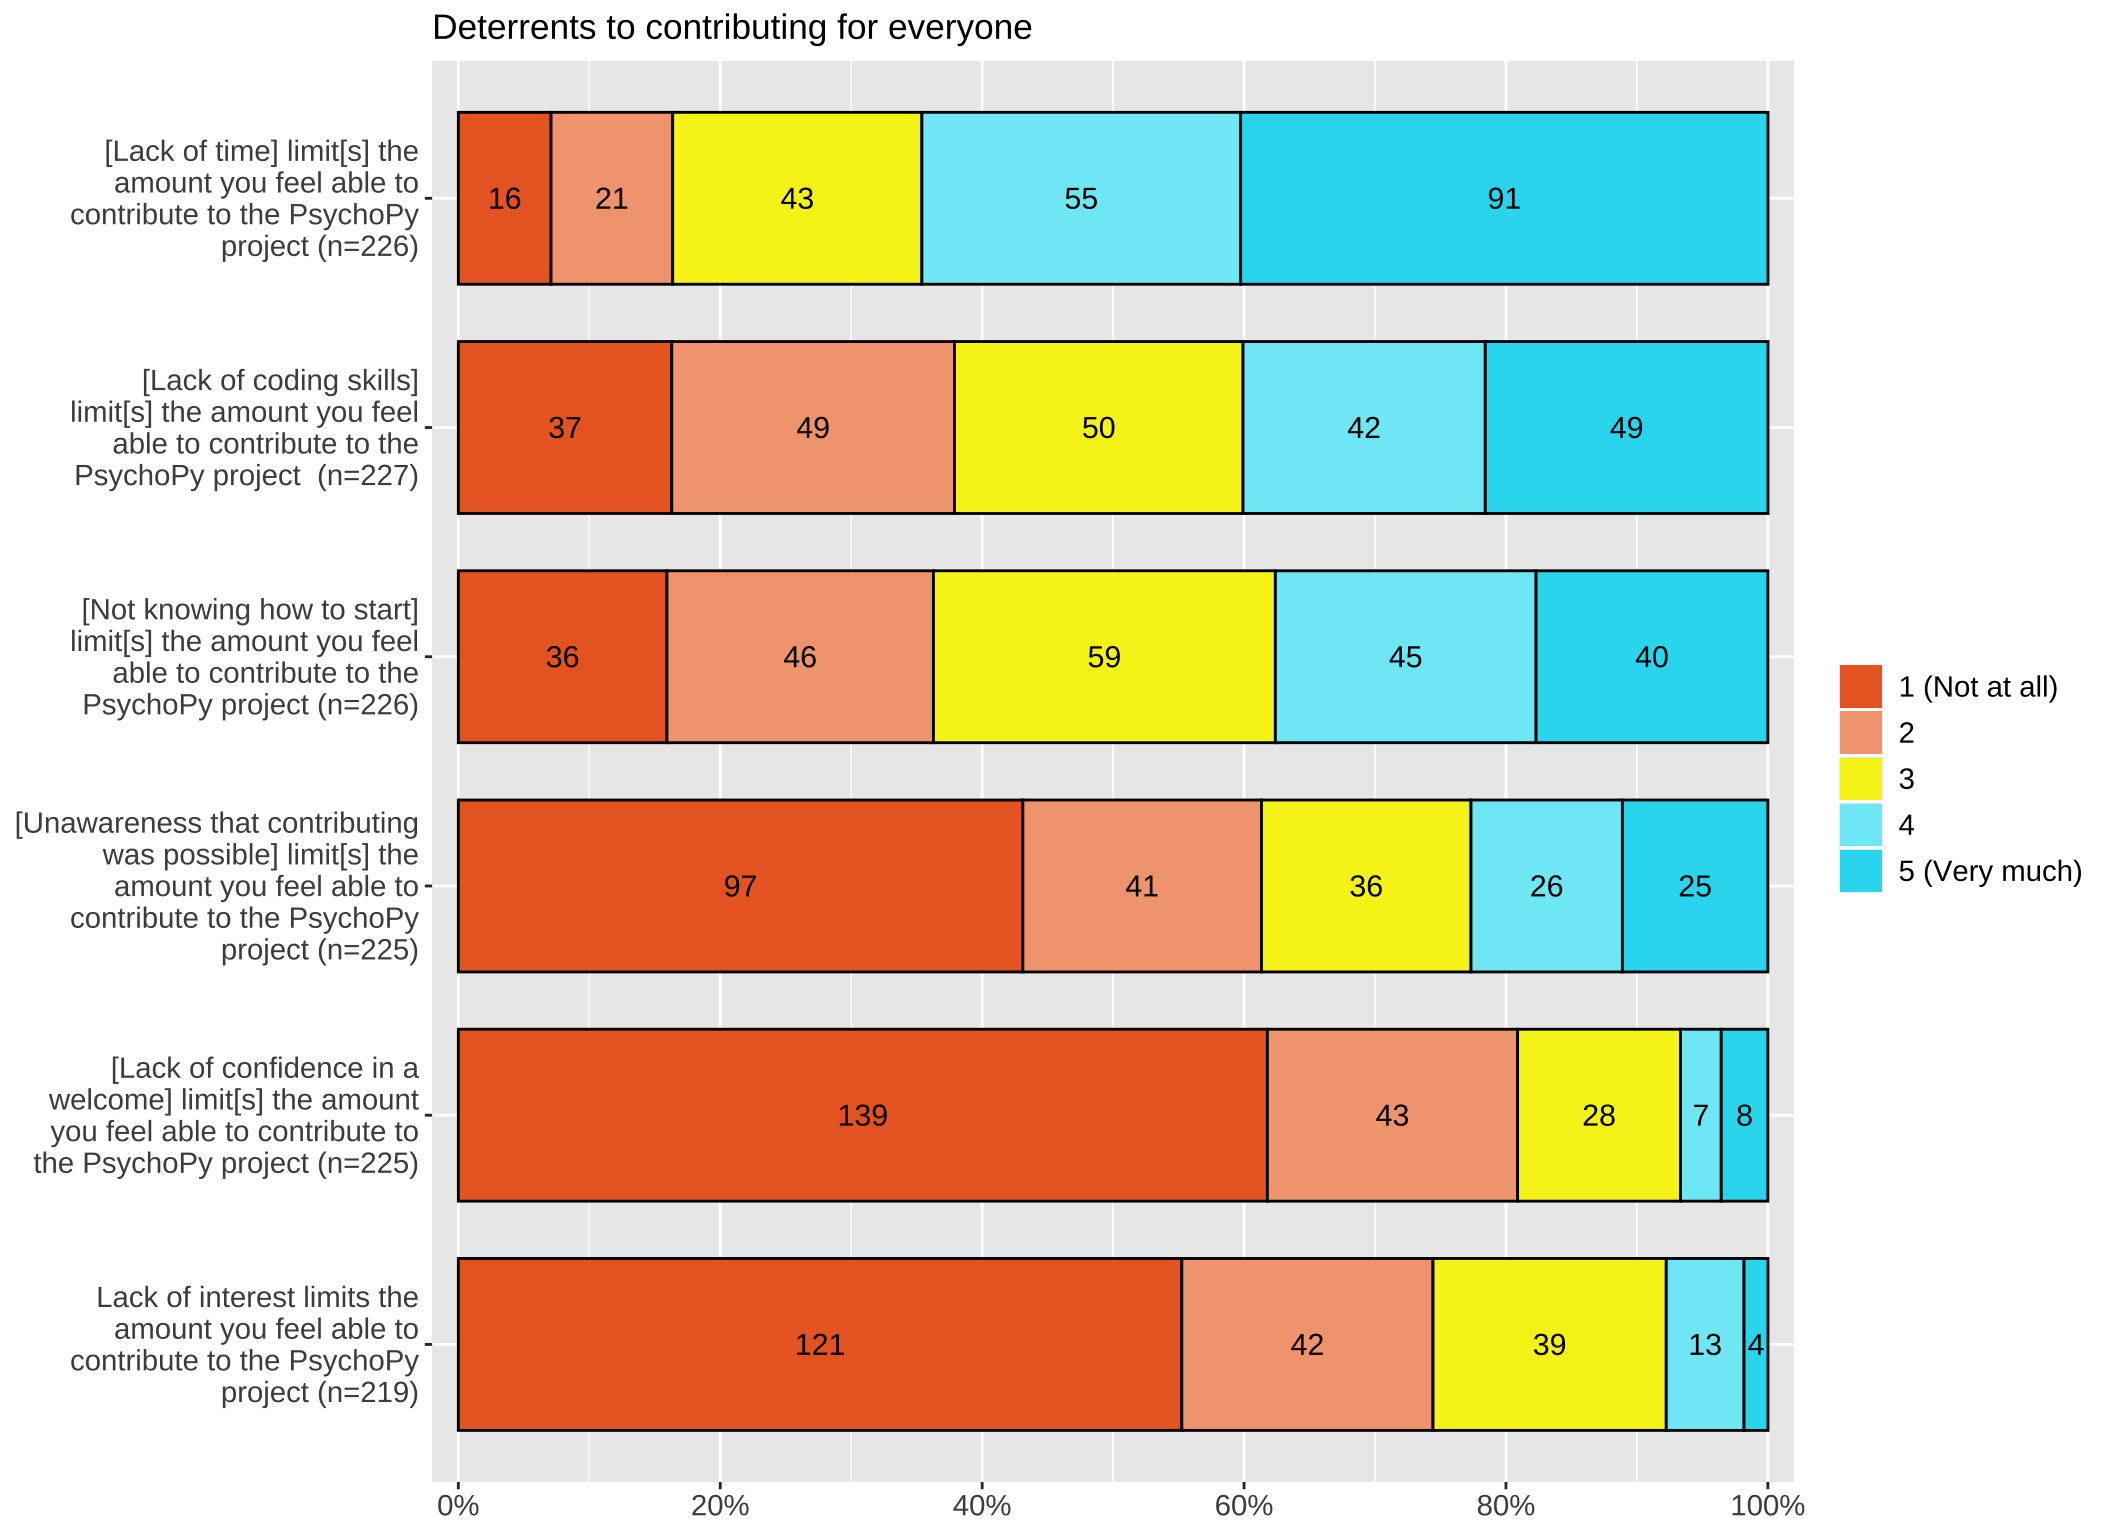 Deterrents to contributing for everyone
[Lack of time] limit[s] the
amount you feel able to
contribute to the PsychoPy
project (n=226)
16 21 43 55 91
[Lack of coding skills]
limit[s] the amount you feel
able to contribute to the
PsychoPy project  (n=227)
37 49 50 42 49
[Not knowing how to start]
limit[s] the amount you feel
able to contribute to the
PsychoPy project (n=226)
36 46 59 45 40
[Unawareness that contributing
was possible] limit[s] the
amount you feel able to
contribute to the PsychoPy
project (n=225)
97 41 36 26 25
[Lack of confidence in a
welcome] limit[s] the amount
you feel able to contribute to
the PsychoPy project (n=225)
139 43 28 7 8
Lack of interest limits the
amount you feel able to
contribute to the PsychoPy
project (n=219)
121 42 39 13 4
0% 20% 40% 60% 80% 100%
1 (Not at all)
2
3
4
5 (Very much)